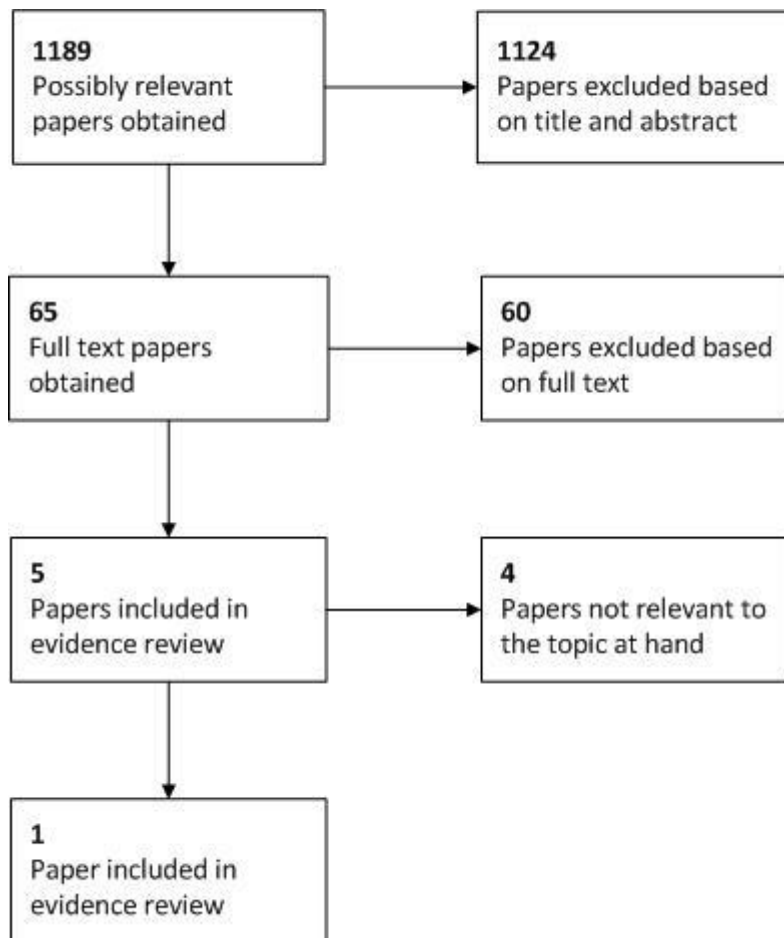 1189
Possibly relevant
papers obtained
1124
Papers excluded based
on title and abstract
65
Full text papers
obtained
60
Papers excluded based
on full text
5
Papers included in
evidence review
4
Papers not relevant to
the topic at hand
1
Paper included in
evidence review